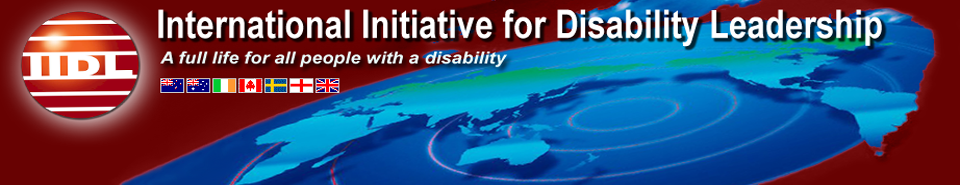 International Initiative for Disability Leadership
A full life for all people with a disability
IIDL